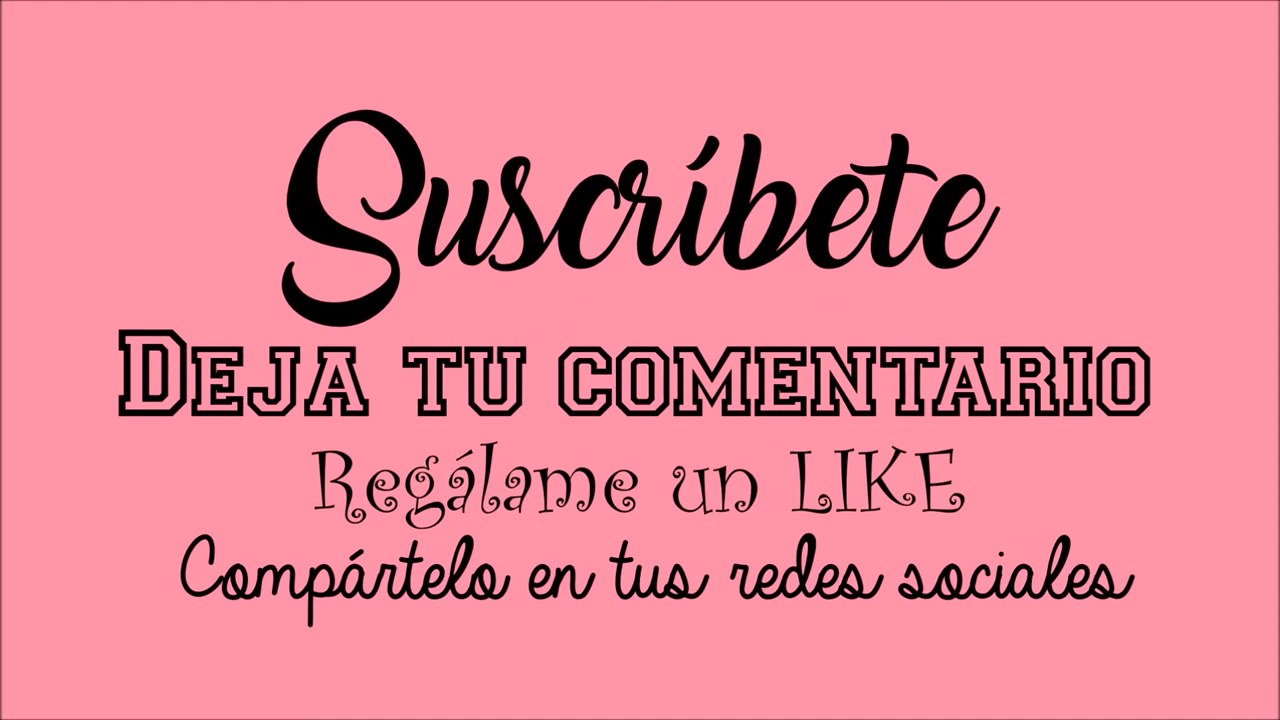 Suscríbete
DEJA TU COMENTARIO
Regálame un LIKE
Compártelo en tus redes sociales